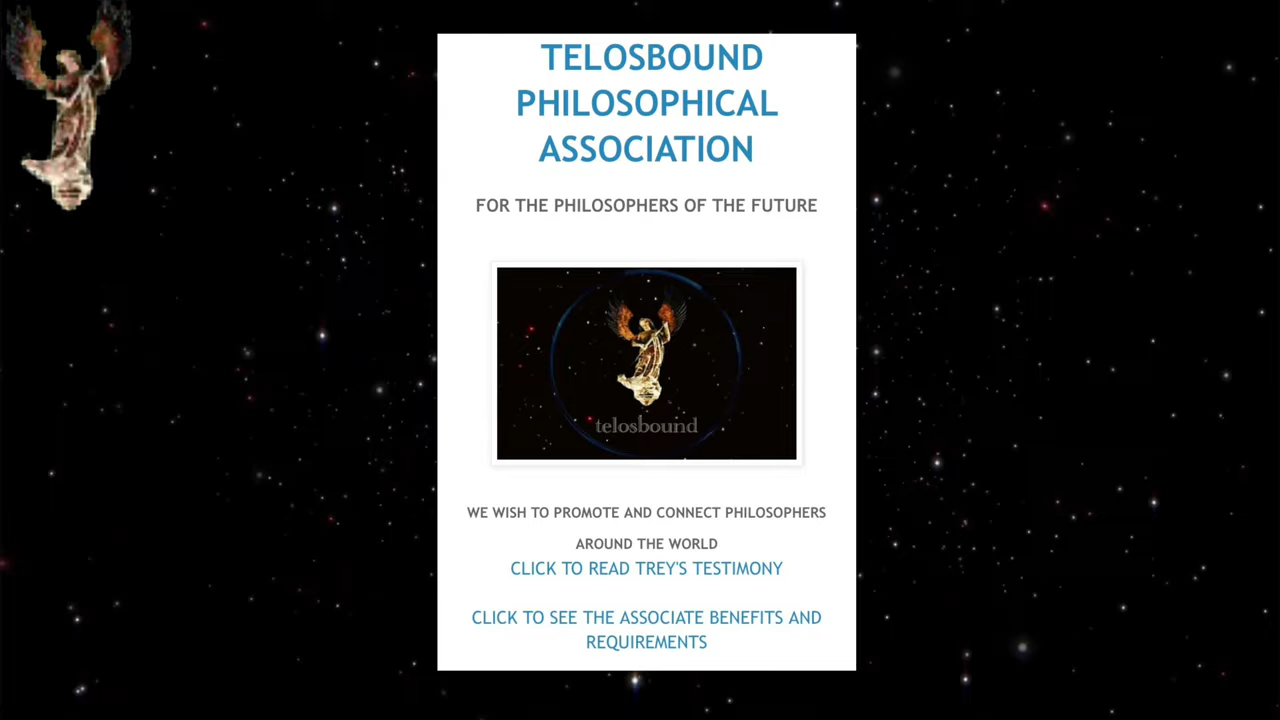 TELOSBOUND
PHILOSOPHICAL
ASSOCIATION
FOR THE PHILOSOPHERS OF THE FUTURE
telosbound
WE WISH TO PROMOTE AND CONNECT PHILOSOPHERS
AROUND THE WORLD
CLICK TO READ TREY'S TESTIMONY
CLICK TO SEE THE ASSOCIATE BENEFITS AND
REQUIREMENTS